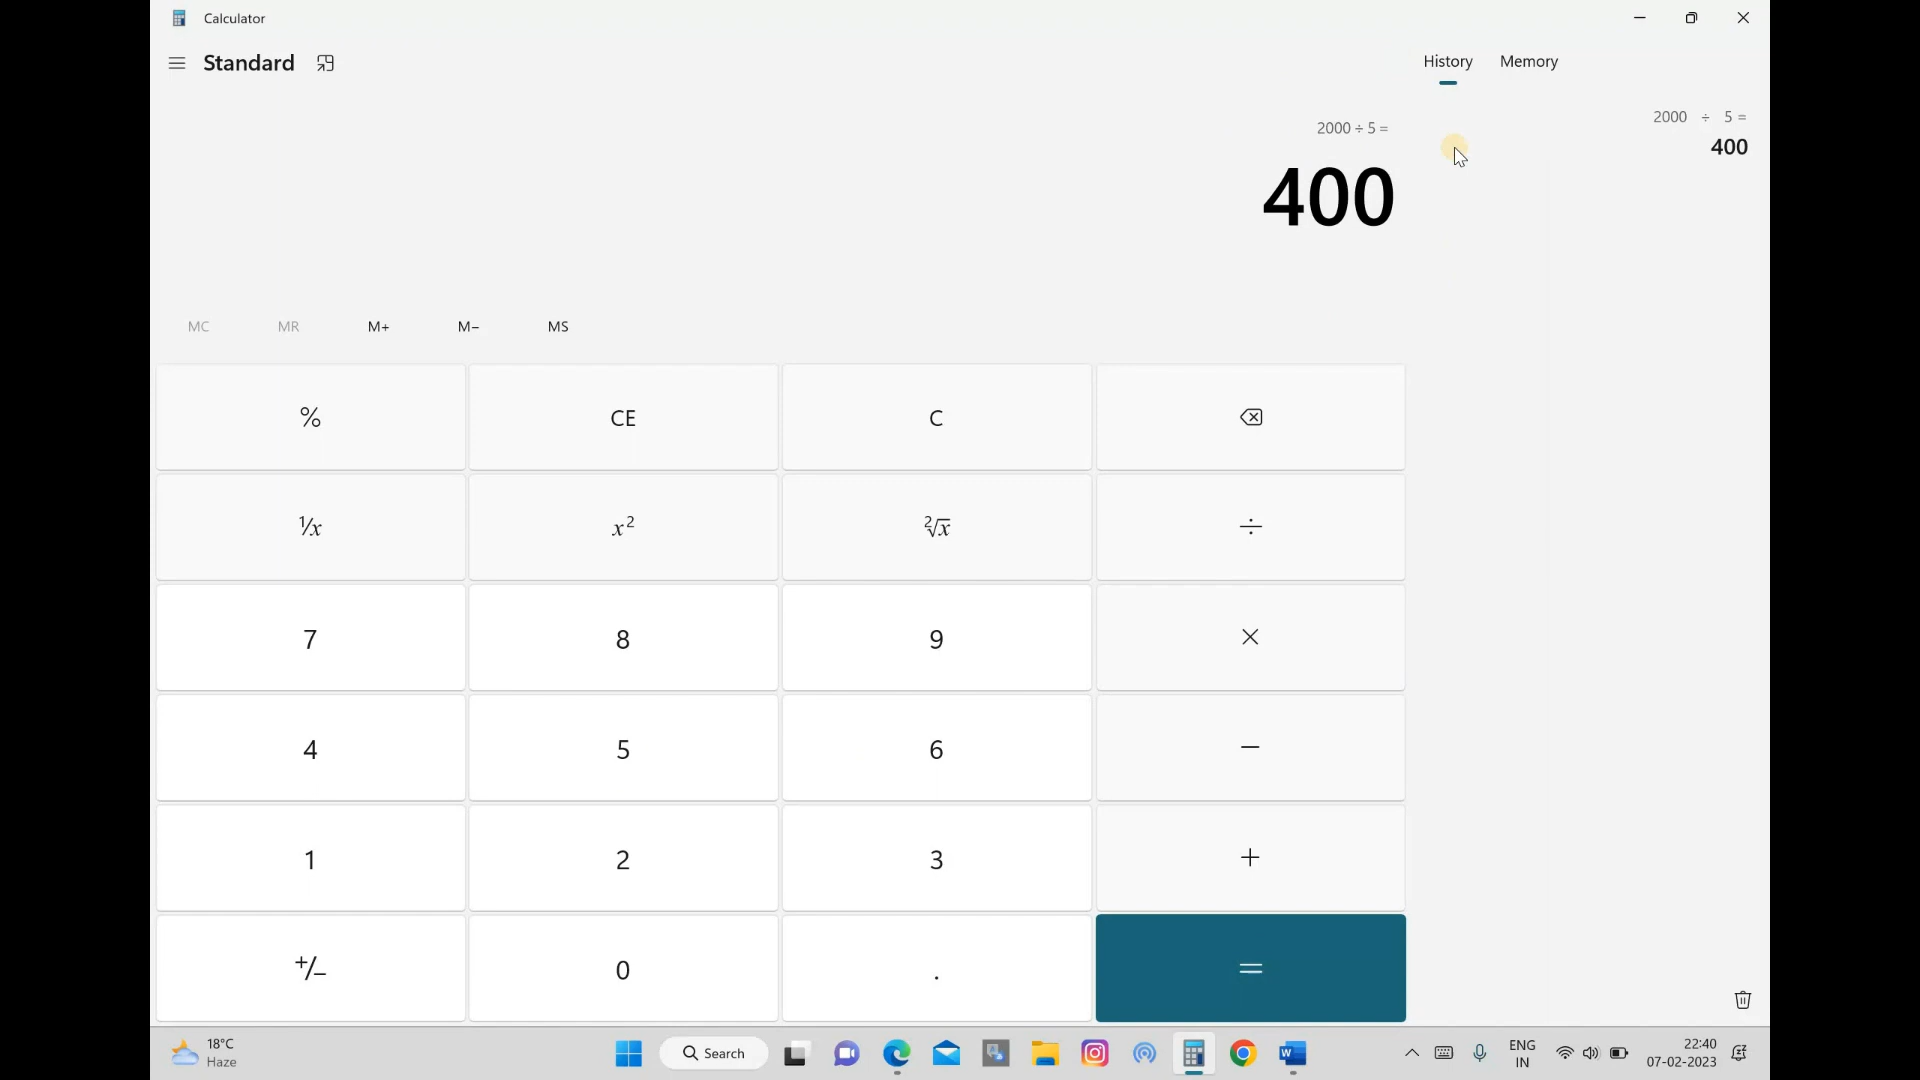 Calculator
Standard
History Memory
2000 ÷ 5 =
400
2000 ÷ 5 =
400
MC MR M+ M− MS
% CE C
¹/x x² ²√x ÷
7 8 9 ×
4 5 6 −
1 2 3 +
+/− 0 . =
18°C
Haze
Search
ENG
IN
22:40
07-02-2023